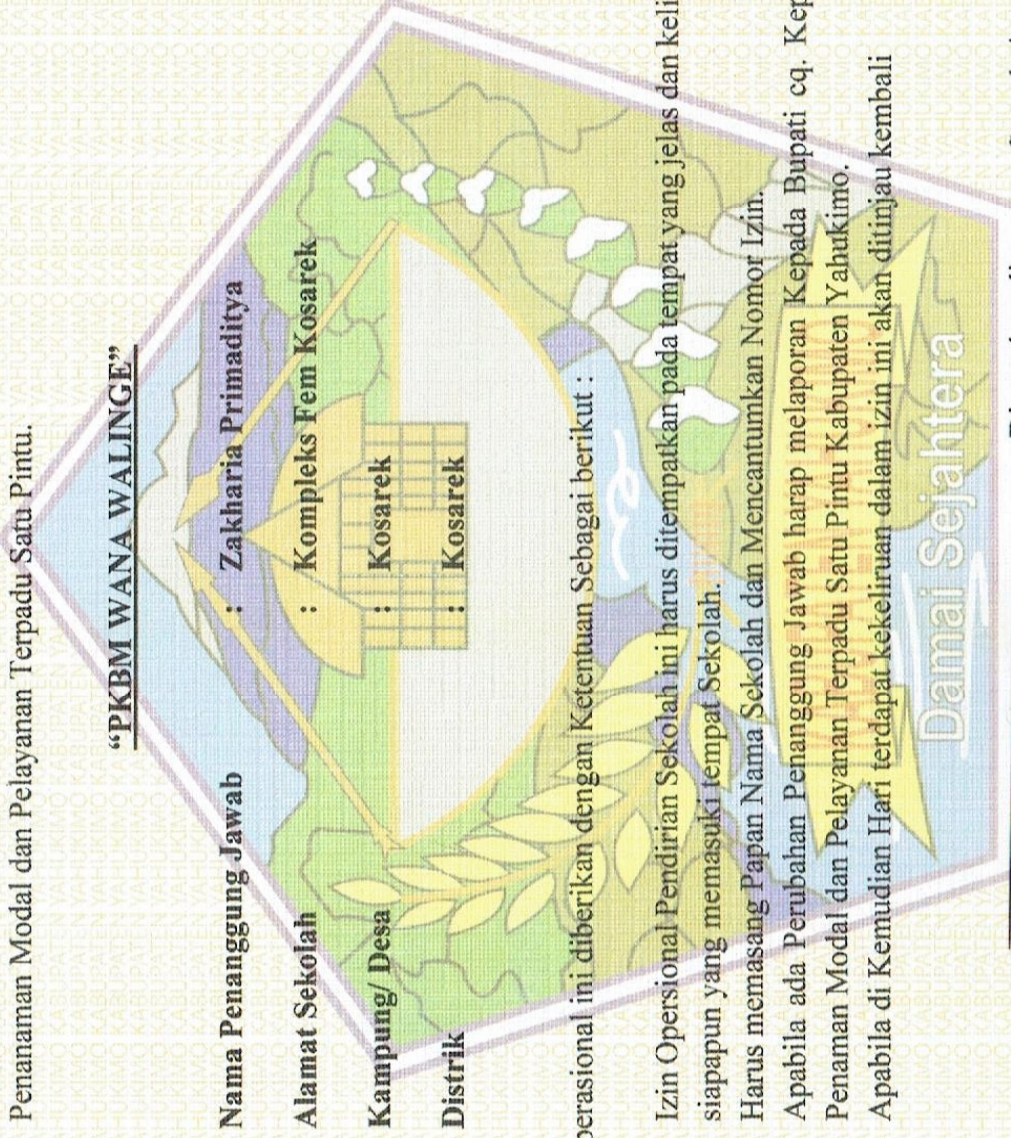 Penanaman Modal dan Pelayanan Terpadu Satu Pintu.
“PKBM WANA WALINGE”
Nama Penanggung Jawab : Zakharia Primaditya
Alamat Sekolah : Kompleks Fem Kosarek
Kampung/ Desa : Kosarek
Distrik : Kosarek
perasional ini diberikan dengan Ketentuan Sebagai berikut :
Izin Opersional Pendirian Sekolah ini harus ditempatkan pada tempat yang jelas dan keli
siapapun yang memasuki tempat Sekolah.
Harus memasang Papan Nama Sekolah dan Mencantumkan Nomor Izin.
Apabila ada Perubahan Penanggung Jawab harap melaporan Kepada Bupati cq. Kep
Penaman Modal dan Pelayanan Terpadu Satu Pintu Kabupaten Yahukimo.
Apabila di Kemudian Hari terdapat kekeliruan dalam izin ini akan ditinjau kembali
KABUPATEN YAHUKIMO
Damai Sejahtera